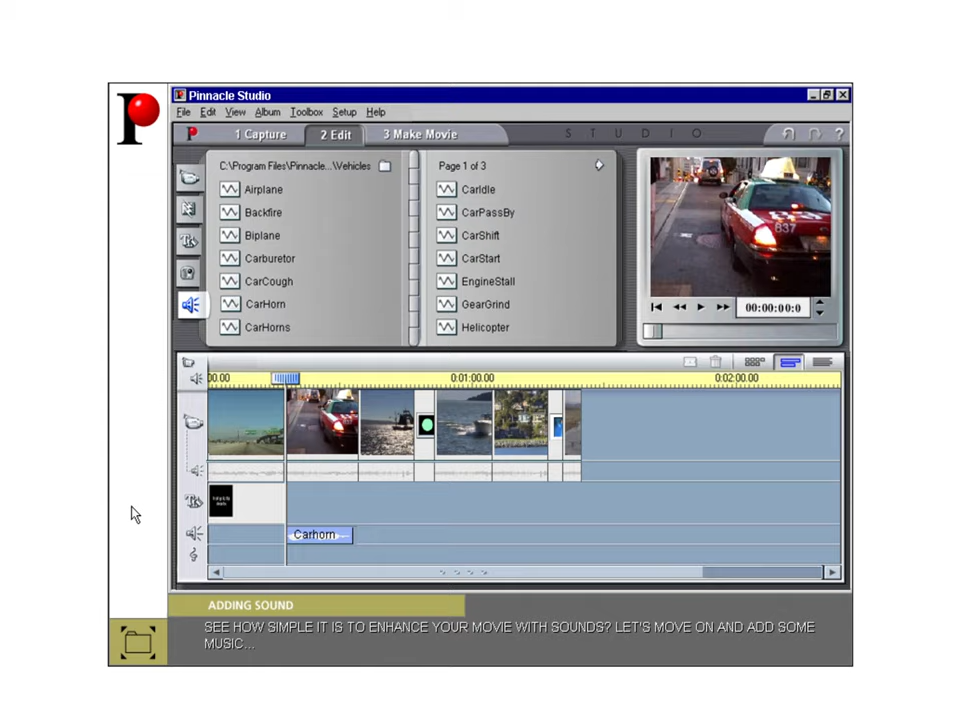 Pinnacle Studio
File Edit View Album Toolbox Setup Help
1 Capture 2 Edit 3 Make Movie S T U D I O ?
C:\Program Files\Pinnacle...\Vehicles
Airplane
Backfire
Biplane
Carburetor
CarCough
CarHorn
CarHorns
Page 1 of 3
CarIdle
CarPassBy
CarShift
CarStart
EngineStall
GearGrind
Helicopter
837
00:00:00:0
00.00 0:01:00.00 0:02:00.00
Carhorn
ADDING SOUND
SEE HOW SIMPLE IT IS TO ENHANCE YOUR MOVIE WITH SOUNDS? LET'S MOVE ON AND ADD SOME
MUSIC...